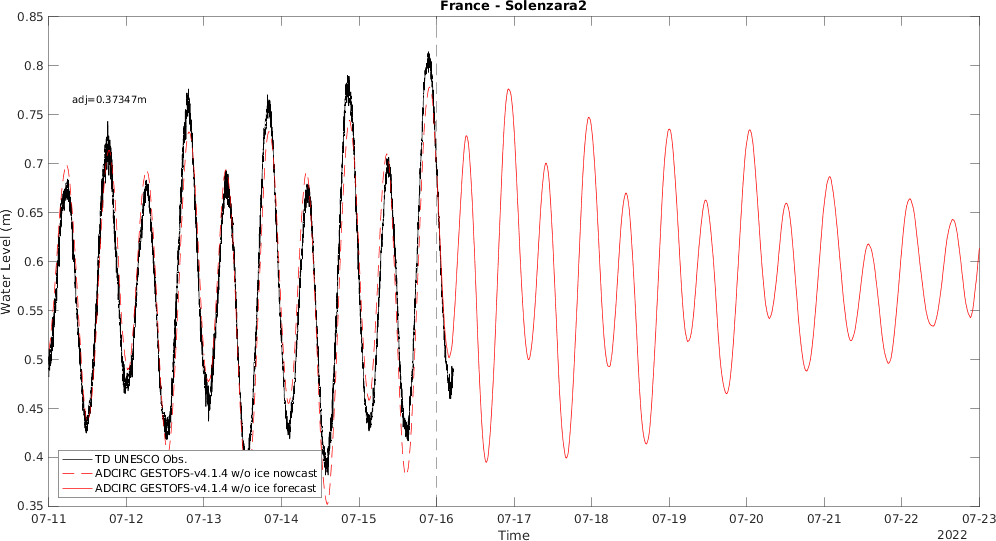 France - Solenzara2
0.85
0.8
0.75
0.7
0.65
0.6
0.55
0.5
0.45
0.4
0.35
Water Level (m)
adj=0.37347m
TD UNESCO Obs.
ADCIRC GESTOFS-v4.1.4 w/o ice nowcast
ADCIRC GESTOFS-v4.1.4 w/o ice forecast
07-11 07-12 07-13 07-14 07-15 07-16 07-17 07-18 07-19 07-20 07-21 07-22 07-23
Time
2022